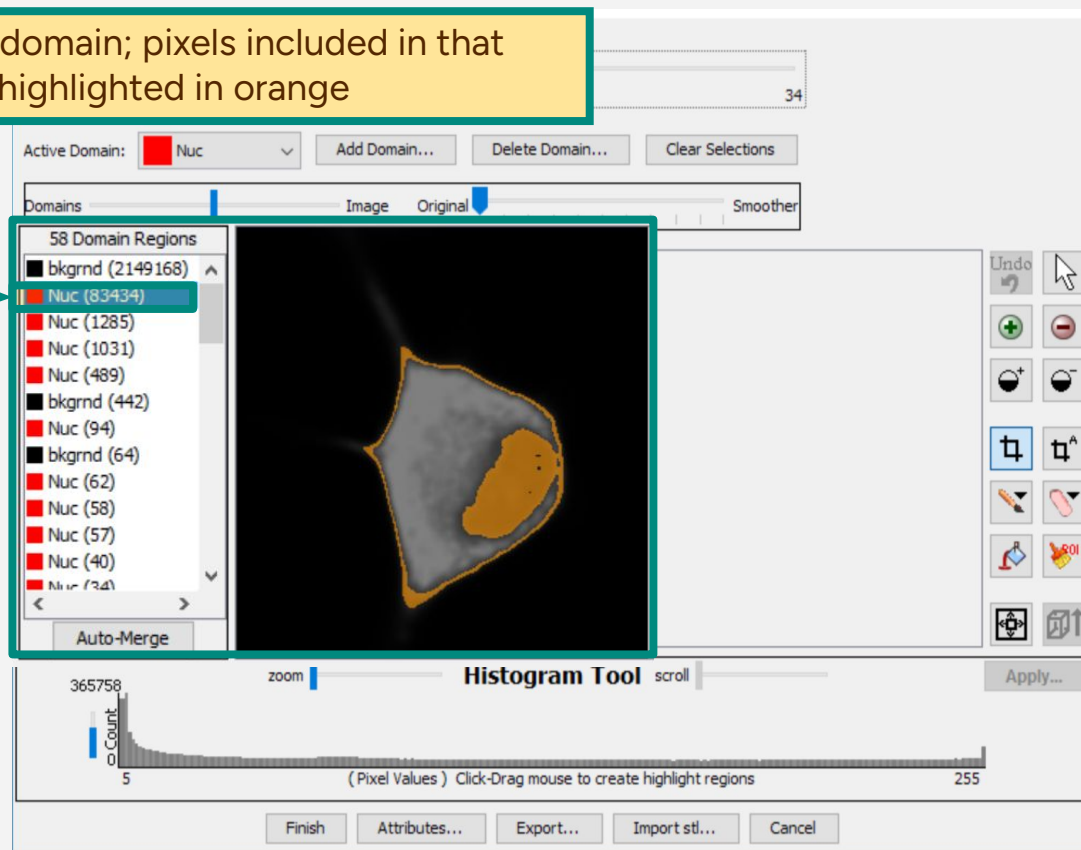 domain; pixels included in that
highlighted in orange
34
Active Domain: Nuc Add Domain... Delete Domain... Clear Selections
Domains Image Original Smoother
58 Domain Regions
bkgrnd (2149168)
Nuc (83434)
Nuc (1285)
Nuc (1031)
Nuc (489)
bkgrnd (442)
Nuc (94)
bkgrnd (64)
Nuc (62)
Nuc (58)
Nuc (57)
Nuc (40)
Nuc (34)
Auto-Merge
Undo
A
ROI
zoom Histogram Tool scroll Apply...
365758
Count
0
5 ( Pixel Values ) Click-Drag mouse to create highlight regions 255
Finish Attributes... Export... Import stl... Cancel